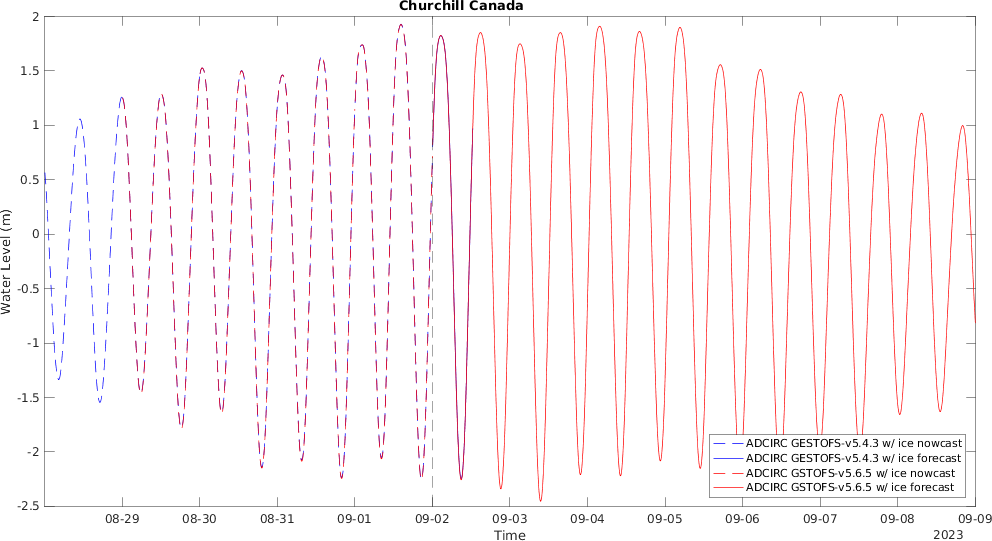 Churchill Canada
2
1.5
1
0.5
0
-0.5
-1
-1.5
-2
-2.5
Water Level (m)
ADCIRC GESTOFS-v5.4.3 w/ ice nowcast
ADCIRC GESTOFS-v5.4.3 w/ ice forecast
ADCIRC GSTOFS-v5.6.5 w/ ice nowcast
ADCIRC GSTOFS-v5.6.5 w/ ice forecast
08-29 08-30 08-31 09-01 09-02 09-03 09-04 09-05 09-06 09-07 09-08 09-09
Time
2023